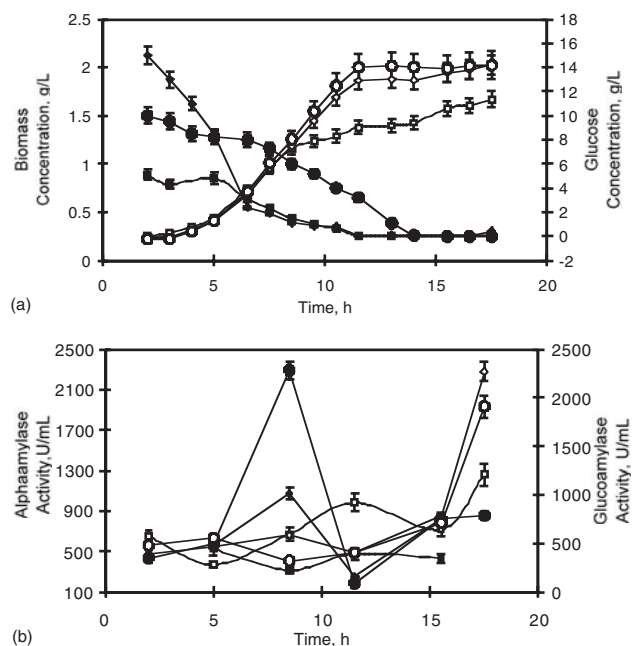 2.5
2
1.5
1
0.5
0
Biomass
Concentration, g/L
18
16
14
12
10
8
6
4
2
0
-2
Glucose
Concentration, g/L
0 5 10 15 20
Time, h
(a)
2500
2100
1700
1300
900
500
100
Alphaamylase
Activity,U/mL
2500
2000
1500
1000
500
0
Glucoamylase
Activity, U/mL
0 5 10 15 20
Time, h
(b)